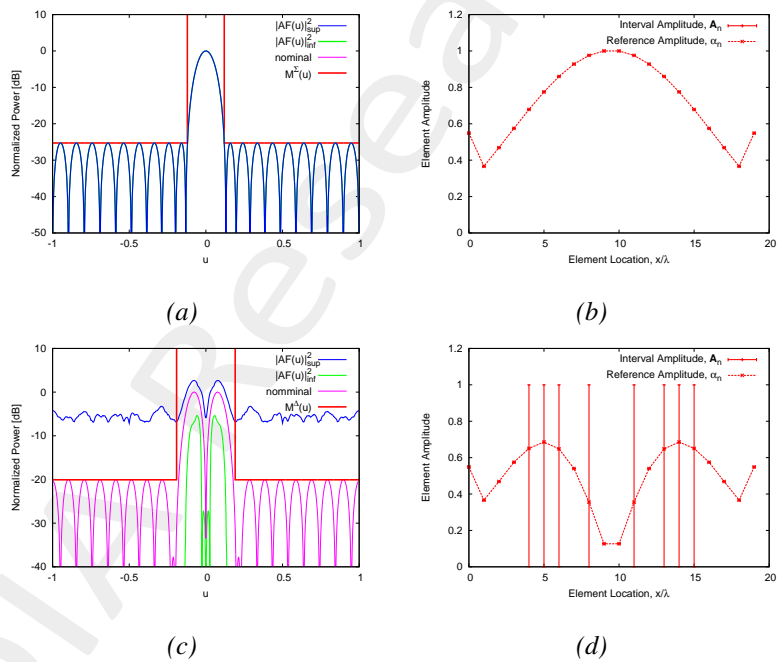 10
0
-10
-20
-30
-40
-50
-1 -0.5 0 0.5 1
u
Normalized Power [dB]
|AF(u)|²sup
|AF(u)|²inf
nominal
M^Σ(u)
(a)
1.2
1
0.8
0.6
0.4
0.2
0
0 5 10 15 20
Element Location, x/λ
Element Amplitude
Interval Amplitude, Aₙ
Reference Amplitude, αₙ
(b)
10
0
-10
-20
-30
-40
-1 -0.5 0 0.5 1
u
Normalized Power [dB]
|AF(u)|²sup
|AF(u)|²inf
nomminal
M^Δ(u)
(c)
1.2
1
0.8
0.6
0.4
0.2
0
0 5 10 15 20
Element Location, x/λ
Element Amplitude
Interval Amplitude, Aₙ
Reference Amplitude, αₙ
(d)
DIA Resea